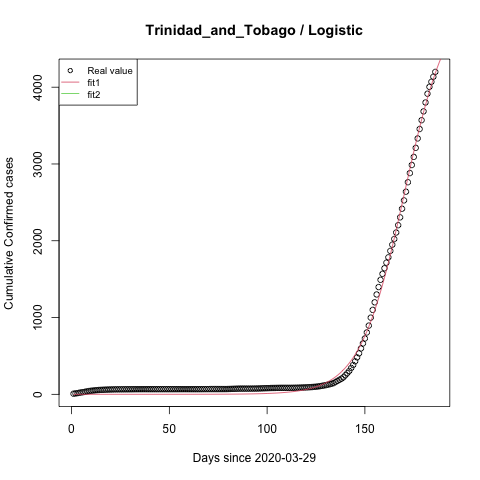 Trinidad_and_Tobago / Logistic
Real value
fit1
fit2
Cumulative Confirmed cases
4000
3000
2000
1000
0
0 50 100 150
Days since 2020-03-29